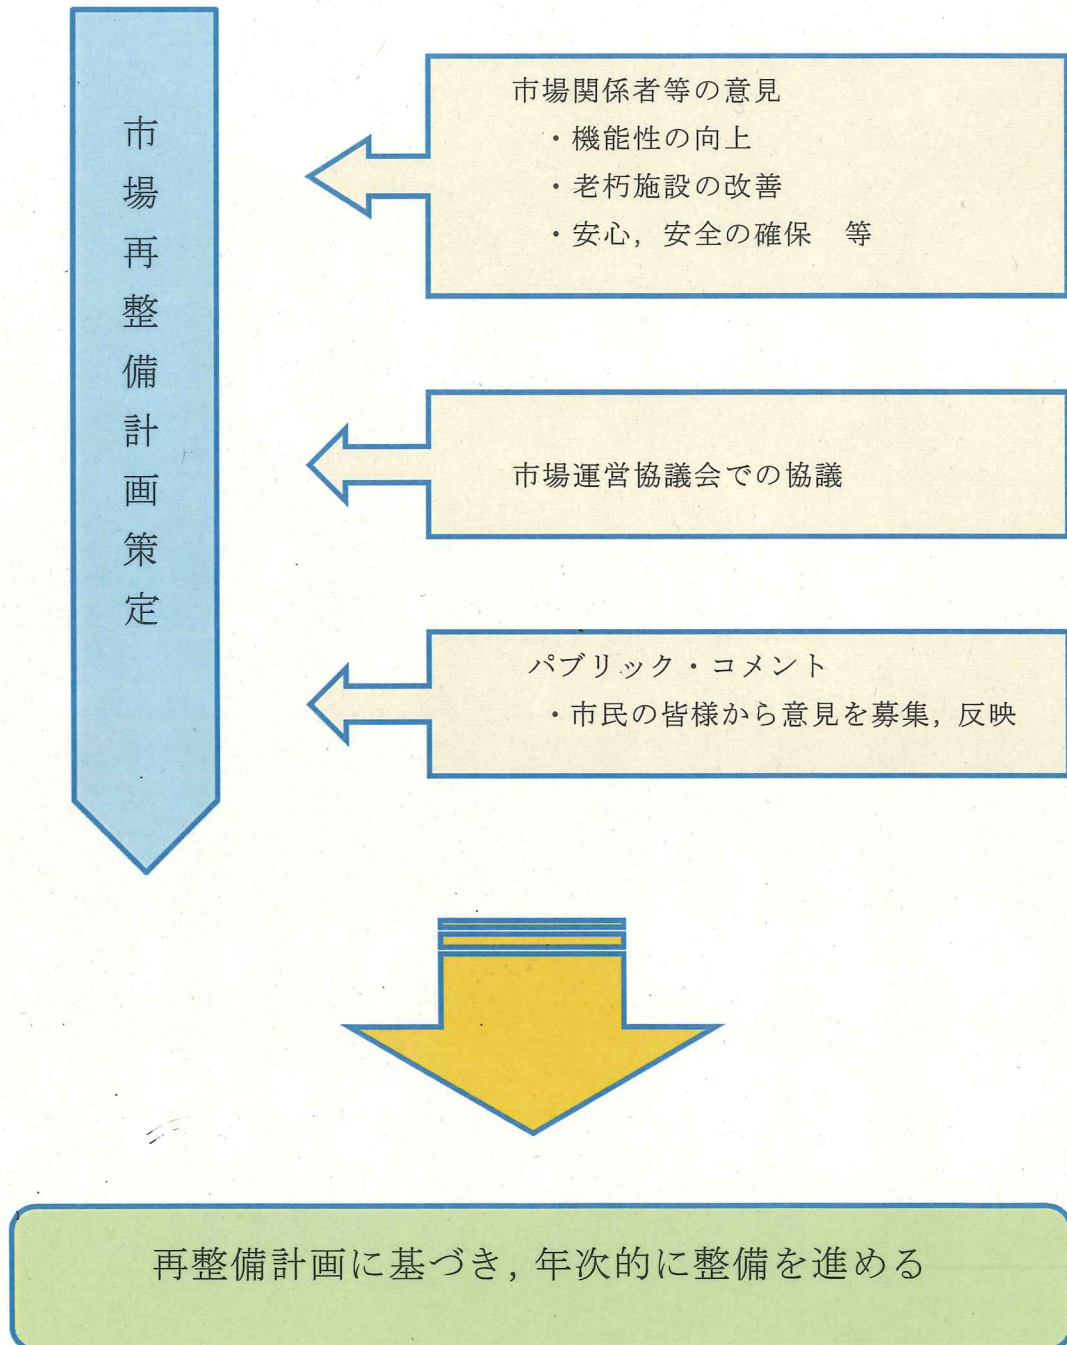 市場再整備計画策定
市場関係者等の意見
・機能性の向上
・老朽施設の改善
・安心，安全の確保　等
市場運営協議会での協議
パブリック・コメント
・市民の皆様から意見を募集，反映
再整備計画に基づき，年次的に整備を進める